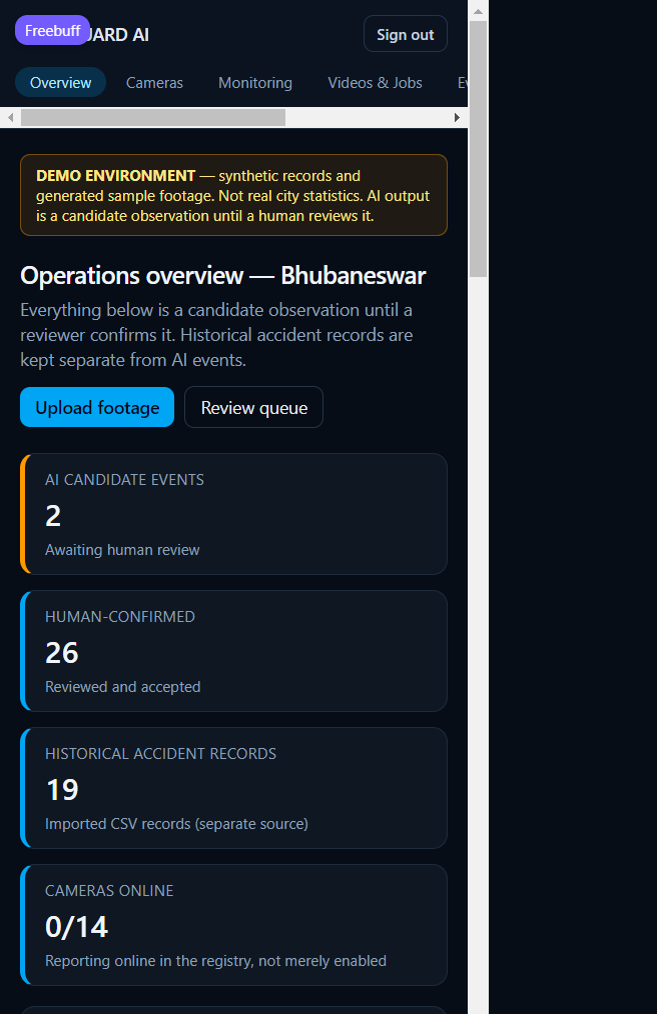 Freebuff
UARD AI
Sign out
Overview
Cameras
Monitoring
Videos & Jobs
DEMO ENVIRONMENT — synthetic records and
generated sample footage. Not real city statistics. AI output
is a candidate observation until a human reviews it.
Operations overview — Bhubaneswar
Everything below is a candidate observation until a
reviewer confirms it. Historical accident records are
kept separate from AI events.
Upload footage
Review queue
AI CANDIDATE EVENTS
2
Awaiting human review
HUMAN-CONFIRMED
26
Reviewed and accepted
HISTORICAL ACCIDENT RECORDS
19
Imported CSV records (separate source)
CAMERAS ONLINE
0/14
Reporting online in the registry, not merely enabled